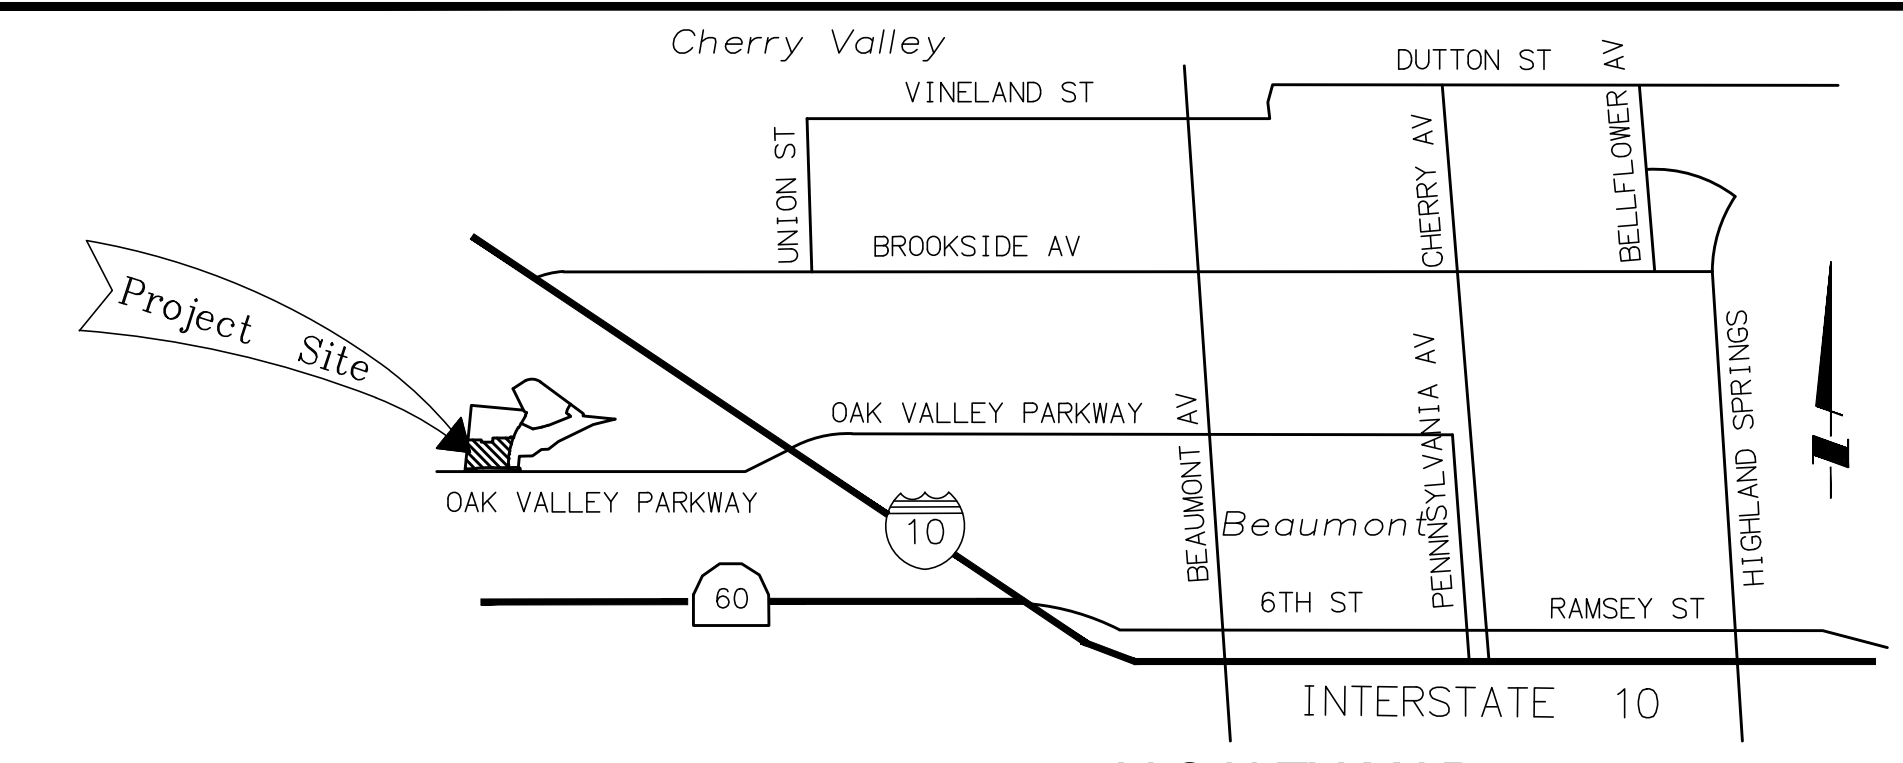 Cherry Valley
DUTTON ST
VINELAND ST
BELLFLOWER AV
CHERRY AV
UNION ST
BROOKSIDE AV
Project Site
HIGHLAND SPRINGS
PENNNSYLVANIA AV
OAK VALLEY PARKWAY
BEAUMONT AV
N
OAK VALLEY PARKWAY
10
Beaumont
60
6TH ST
RAMSEY ST
INTERSTATE 10